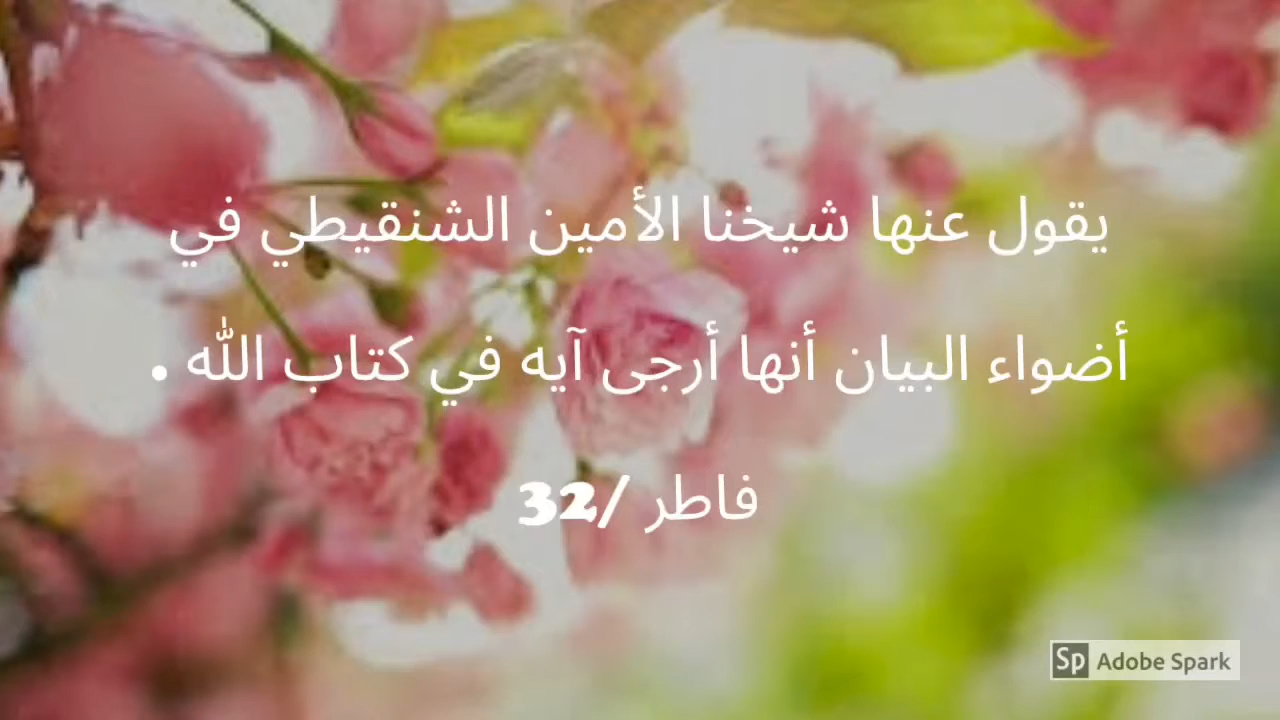 يقول عنها شيخنا الأمين الشنقيطي في
أضواء البيان أنها أرجى آيه في كتاب الله .
فاطر /32
Sp Adobe Spark